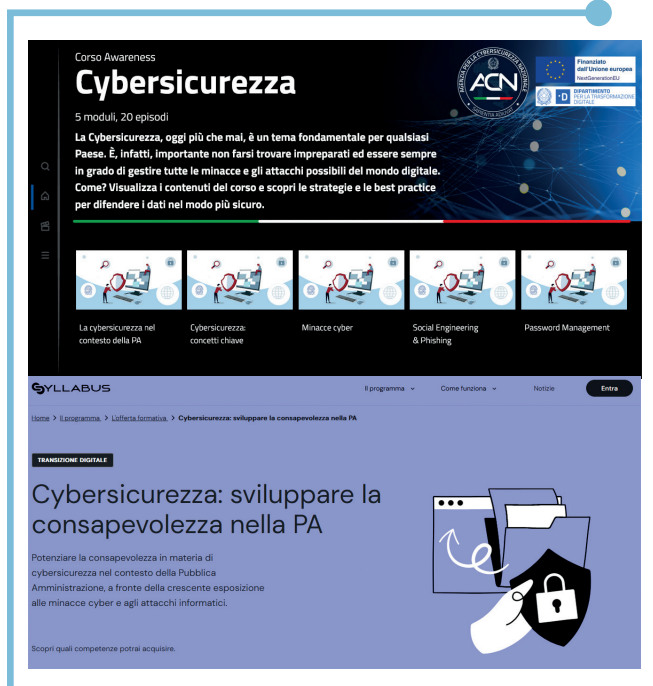 Corso Awareness
Cybersicurezza
5 moduli, 20 episodi
La Cybersicurezza, oggi più che mai, è un tema fondamentale per qualsiasi
Paese. È, infatti, importante non farsi trovare impreparati ed essere sempre
in grado di gestire tutte le minacce e gli attacchi possibili del mondo digitale.
Come? Visualizza i contenuti del corso e scopri le strategie e le best practice
per difendere i dati nel modo più sicuro.
AGENZIA PER LA CYBERSICUREZZA NAZIONALE
ACN
Finanziato
dall'Unione europea
NextGenerationEU
DIPARTIMENTO
PER LA TRASFORMAZIONE
DIGITALE
La cybersicurezza nel
contesto della PA
Cybersicurezza:
concetti chiave
Minacce cyber
Social Engineering
& Phishing
Password Management
SYLLABUS
Il programma
Come funziona
Notizie
Entra
Home > Il programma > L'offerta formativa > Cybersicurezza: sviluppare la consapevolezza nella PA
TRANSIZIONE DIGITALE
Cybersicurezza: sviluppare la
consapevolezza nella PA
Potenziare la consapevolezza in materia di
cybersicurezza nel contesto della Pubblica
Amministrazione, a fronte della crescente esposizione
alle minacce cyber e agli attacchi informatici.
Scopri quali competenze potrai acquisire.